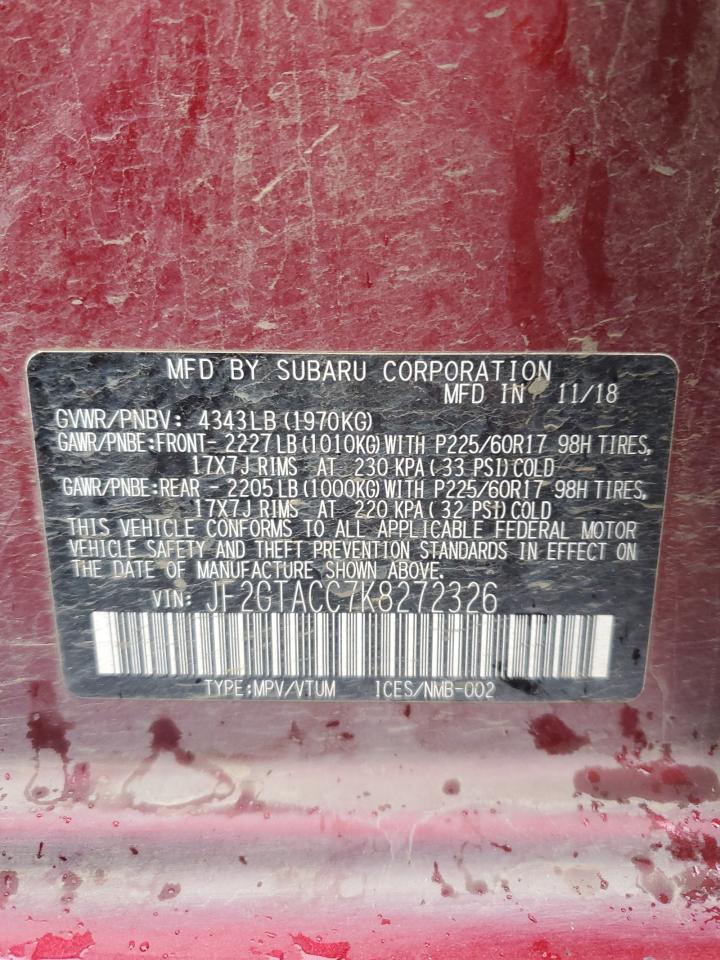 MFD BY SUBARU CORPORATION
MFD IN 11/18
GVWR/PNBV: 4343LB (1970KG)
GAWR/PNBE:FRONT- 2227 LB (1010KG) WITH P225/60R17 98H TIRES,
17X7J RIMS AT 230 KPA ( 33 PSI) COLD
GAWR/PNBE:REAR - 2205 LB (1000KG) WITH P225/60R17 98H TIRES,
17X7J RIMS AT 220 KPA ( 32 PSI) COLD
THIS VEHICLE CONFORMS TO ALL APPLICABLE FEDERAL MOTOR
VEHICLE SAFETY AND THEFT PREVENTION STANDARDS IN EFFECT ON
THE DATE OF MANUFACTURE SHOWN ABOVE.
VIN: JF2GTACC7K8272326
TYPE:MPV/VTUM ICES/NMB-002